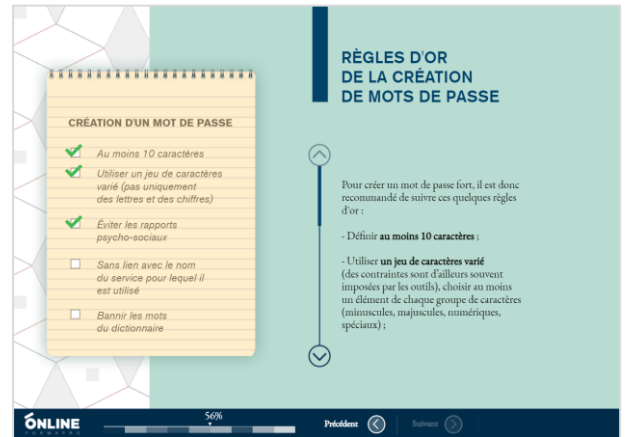 CRÉATION D'UN MOT DE PASSE
Au moins 10 caractères
Utiliser un jeu de caractères
varié (pas uniquement
des lettres et des chiffres)
Éviter les rapports
psycho-sociaux
Sans lien avec le nom
du service pour lequel il
est utilisé
Bannir les mots
du dictionnaire
RÈGLES D'OR
DE LA CRÉATION
DE MOTS DE PASSE
Pour créer un mot de passe fort, il est donc
recommandé de suivre ces quelques règles
d'or :
- Définir au moins 10 caractères ;
- Utiliser un jeu de caractères varié
(des contraintes sont d'ailleurs souvent
imposées par les outils), choisir au moins
un élément de chaque groupe de caractères
(minuscules, majuscules, numériques,
spéciaux) ;
ONLINE
FORMAPRO
56%
Précédent
Suivant